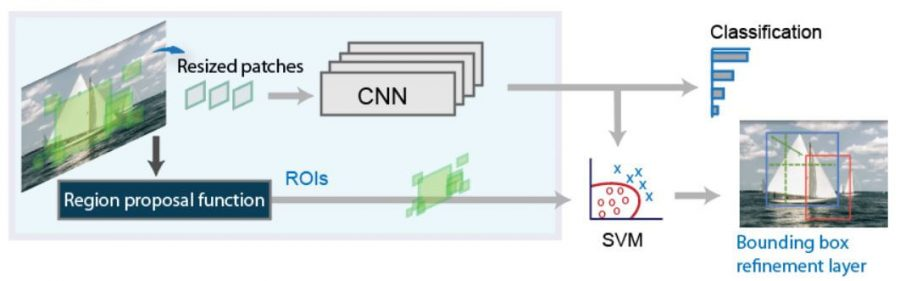 Classification
Resized patches
CNN
ROIs
Region proposal function
SVM
Bounding box
refinement layer